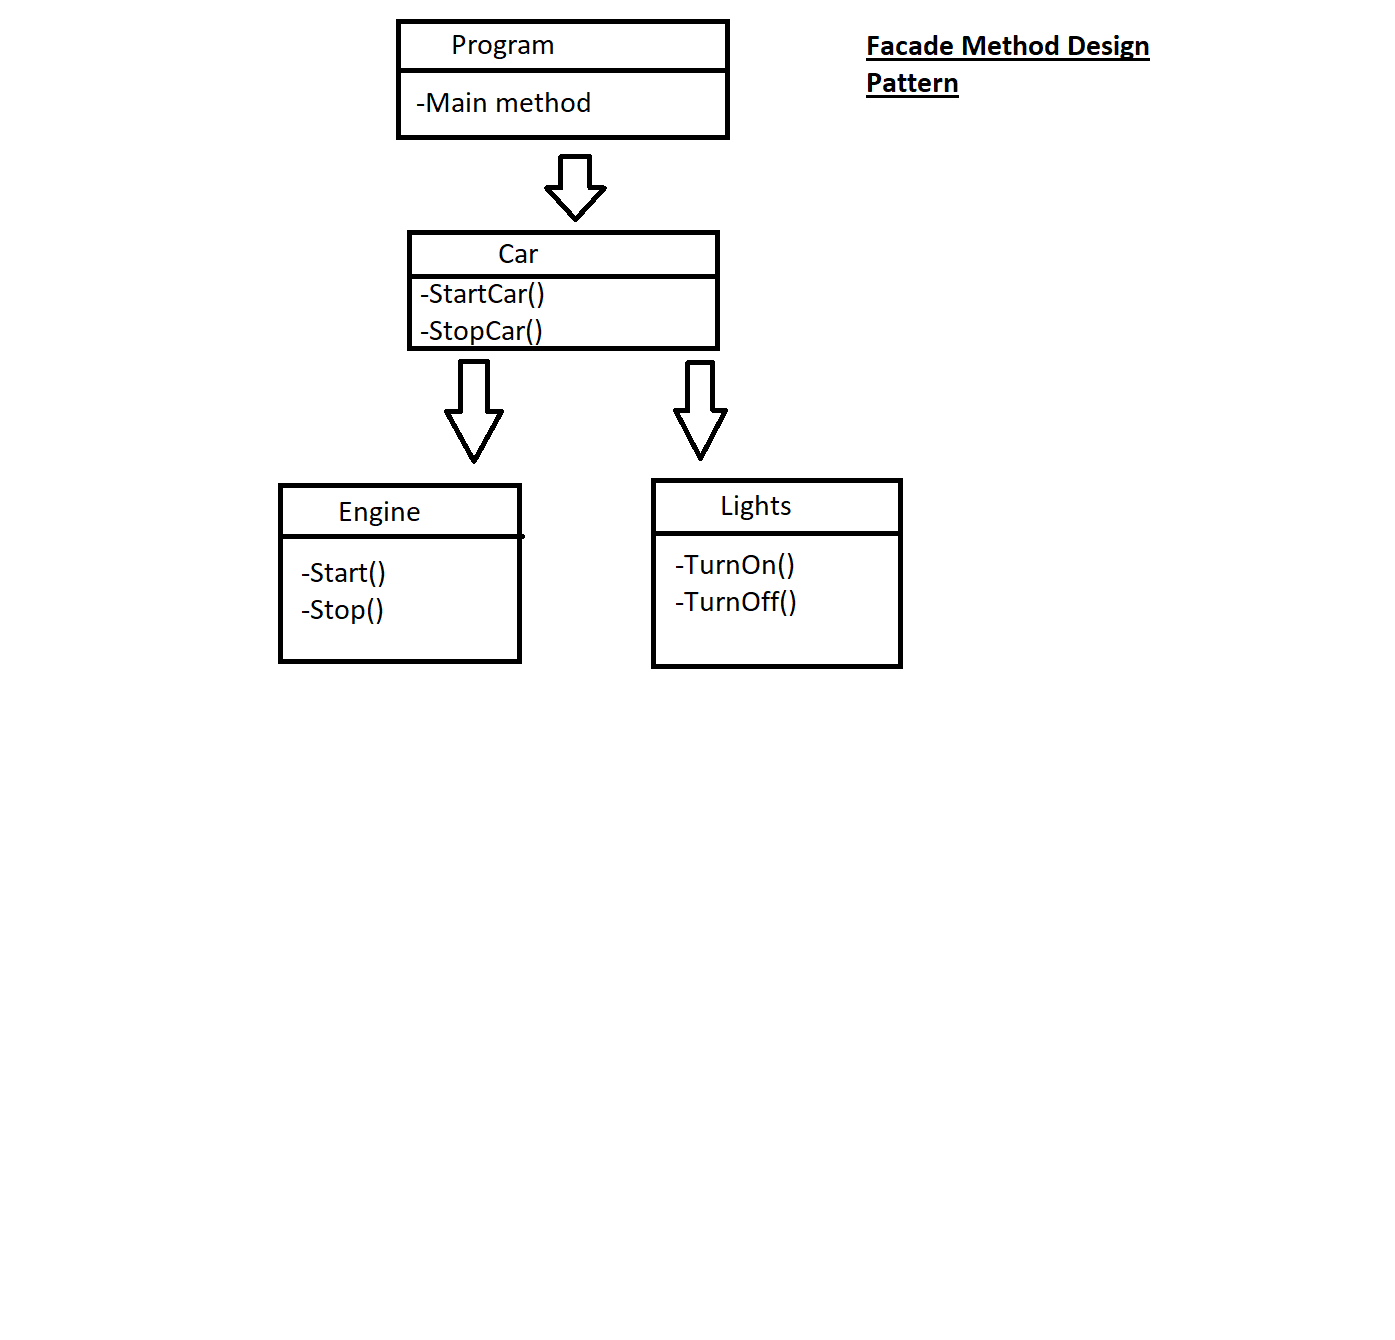 Program
-Main method
Facade Method Design
Pattern
Car
-StartCar()
-StopCar()
Engine
-Start()
-Stop()
Lights
-TurnOn()
-TurnOff()